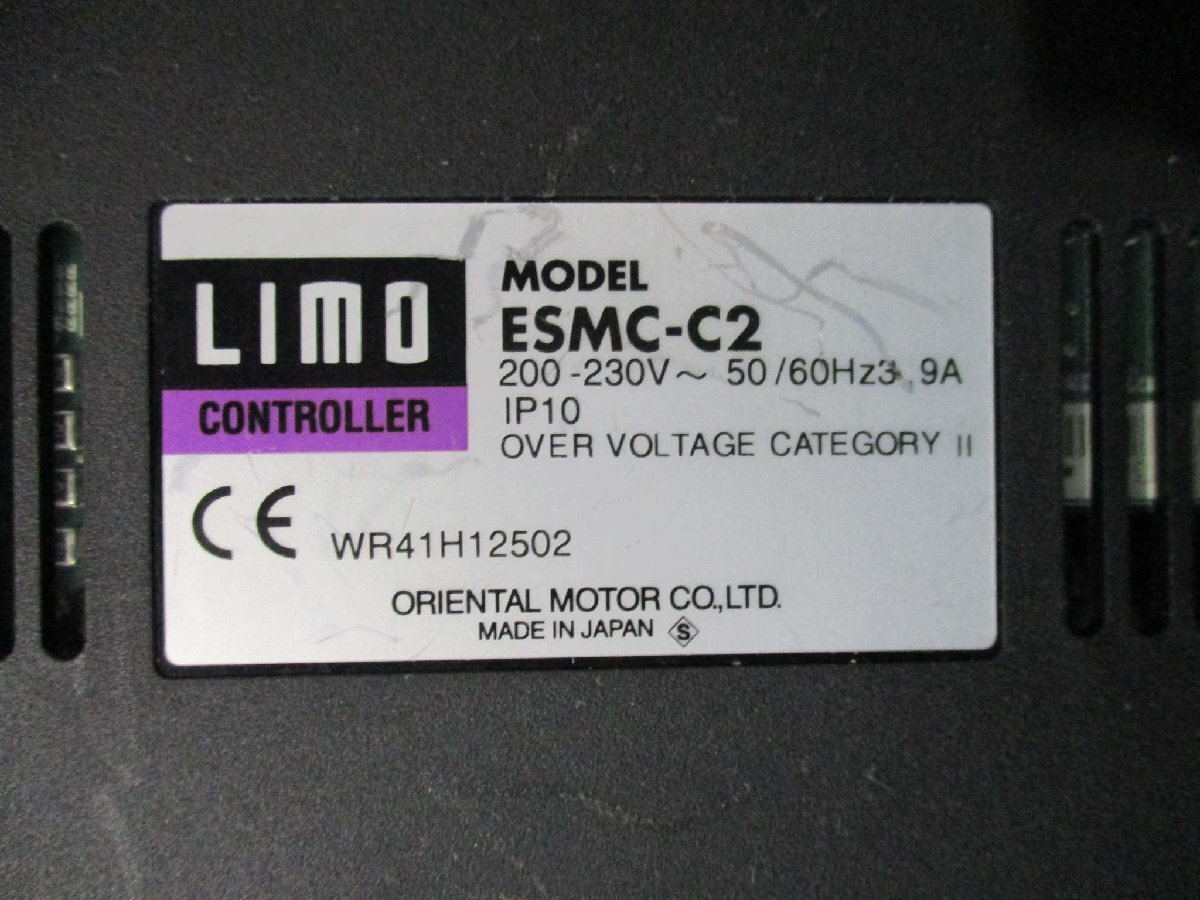 LIMO
CONTROLLER
MODEL
ESMC-C2
200-230V~ 50/60Hz3.9A
IP10
OVER VOLTAGE CATEGORY II
CE WR41H12502
ORIENTAL MOTOR CO.,LTD.
MADE IN JAPAN S